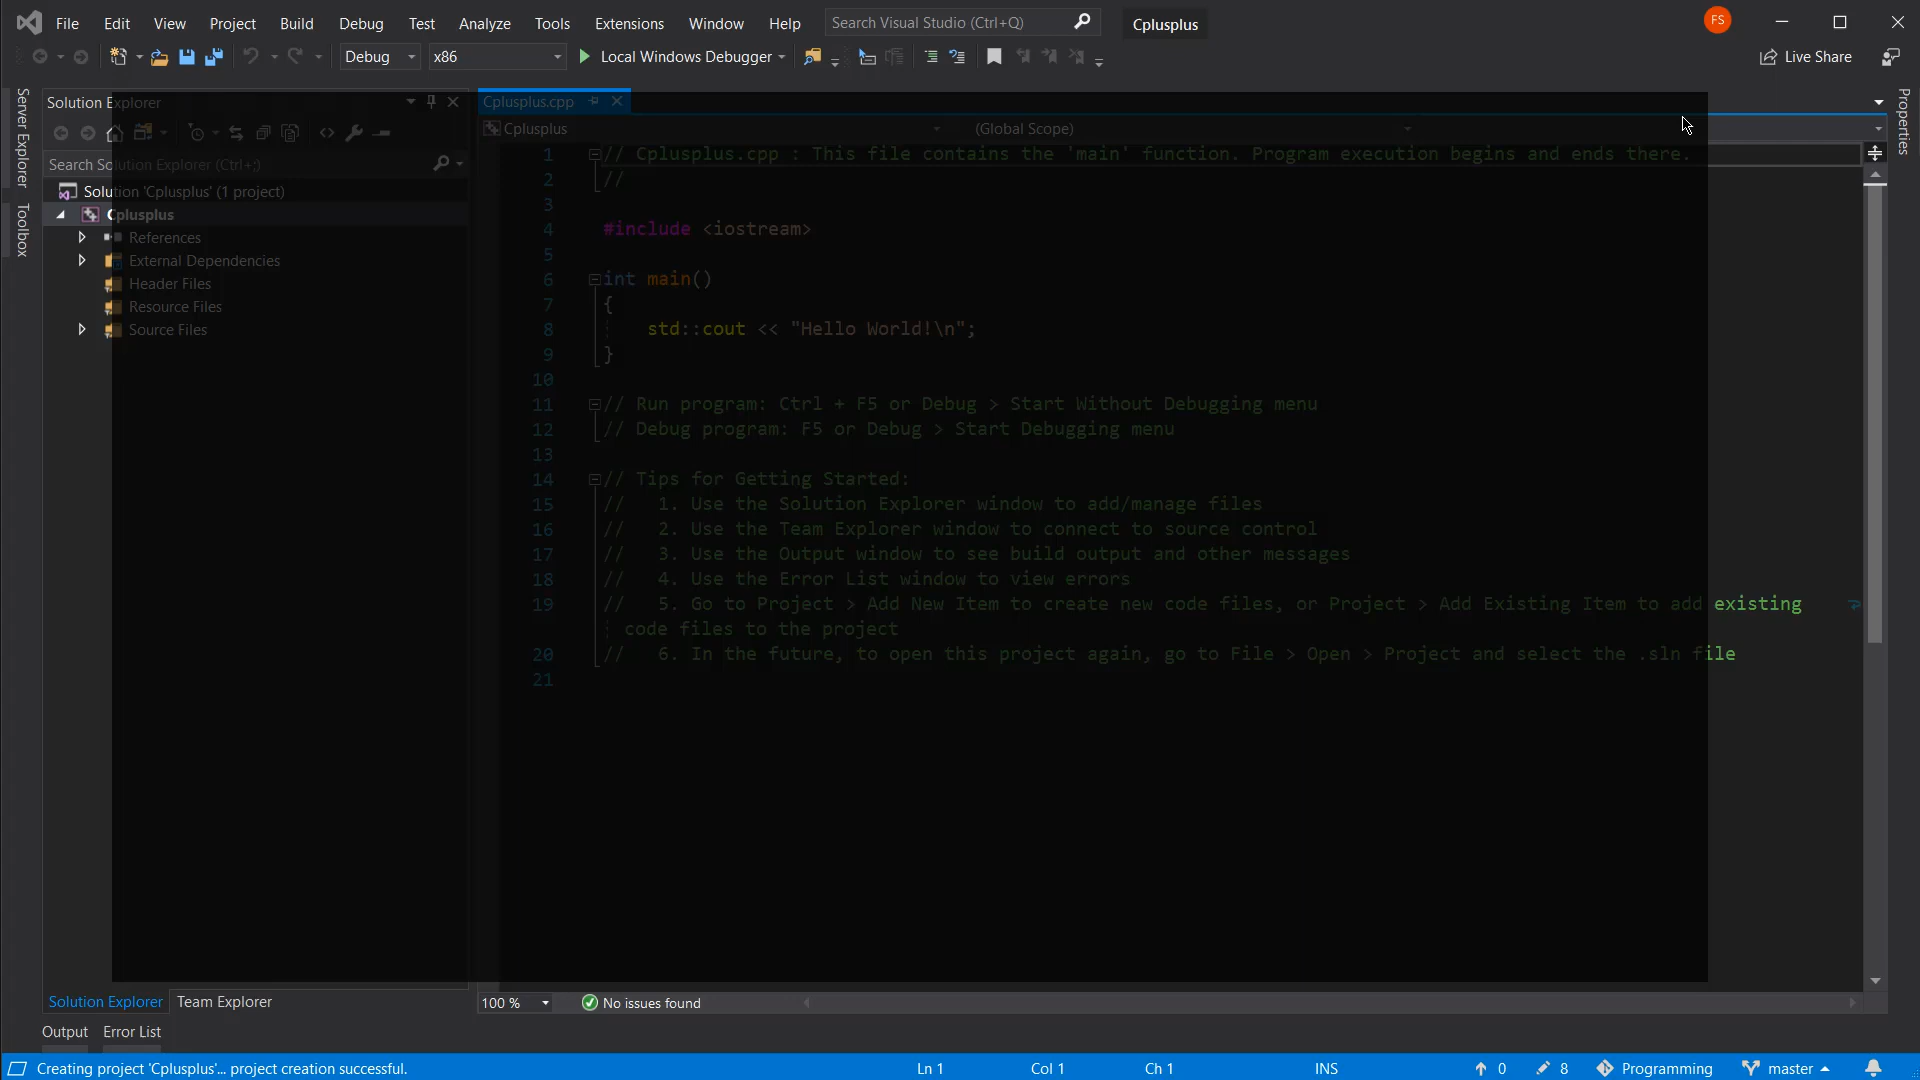 File Edit View Project Build Debug Test Analyze Tools Extensions Window Help Search Visual Studio (Ctrl+Q) Cplusplus FS
Debug x86 Local Windows Debugger Live Share
Server Explorer
Toolbox
Solution Explorer
Search Solution Explorer (Ctrl+;)
Solution 'Cplusplus' (1 project)
Cplusplus
References
External Dependencies
Header Files
Resource Files
Source Files
Cplusplus.cpp
Cplusplus (Global Scope)
1 // Cplusplus.cpp : This file contains the 'main' function. Program execution begins and ends there.
2 //
3
4 #include <iostream>
5
6 int main()
7 {
8 std::cout << "Hello World!\n";
9 }
10
11 // Run program: Ctrl + F5 or Debug > Start Without Debugging menu
12 // Debug program: F5 or Debug > Start Debugging menu
13
14 // Tips for Getting Started:
15 // 1. Use the Solution Explorer window to add/manage files
16 // 2. Use the Team Explorer window to connect to source control
17 // 3. Use the Output window to see build output and other messages
18 // 4. Use the Error List window to view errors
19 // 5. Go to Project > Add New Item to create new code files, or Project > Add Existing Item to add existing
code files to the project
20 // 6. In the future, to open this project again, go to File > Open > Project and select the .sln file
21
Properties
Solution Explorer Team Explorer
100 % No issues found
Output Error List
Creating project 'Cplusplus'... project creation successful. Ln 1 Col 1 Ch 1 INS 0 8 Programming master